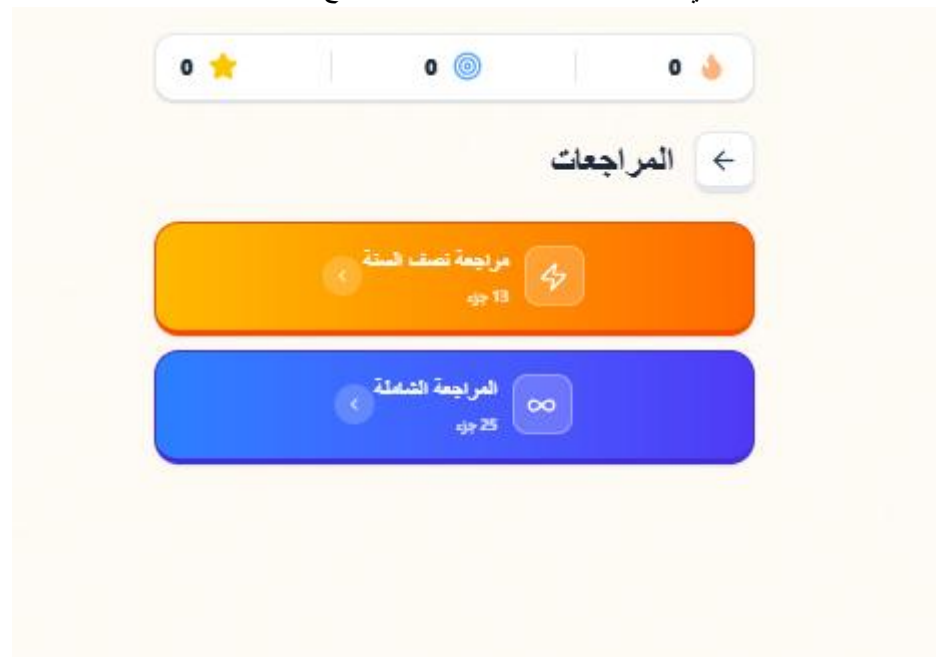 0 0 0
المراجعات
مراجعة نصف السنة
13 جزء
المراجعة الشاملة
25 جزء